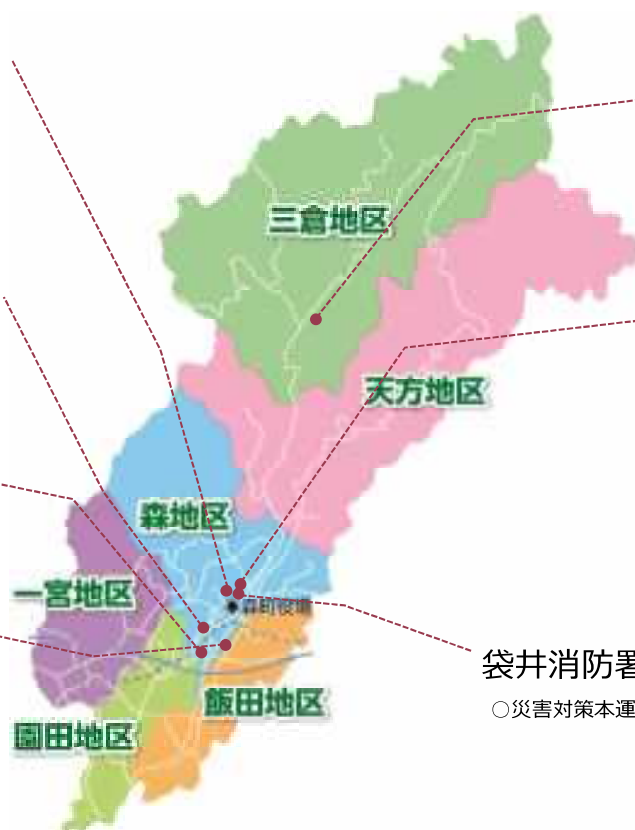 三倉地区
天方地区
森地区
一宮地区
森町役場
袋井消防署
○災害対策本運
飯田地区
園田地区